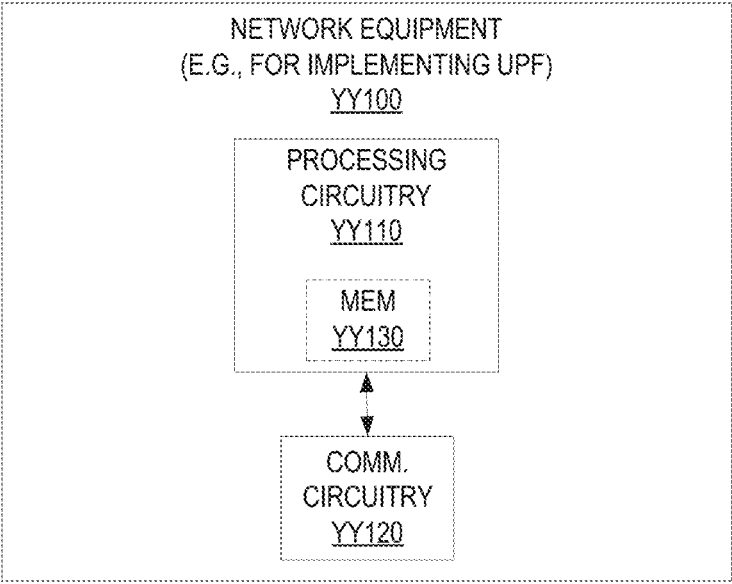 NETWORK EQUIPMENT
(E.G., FOR IMPLEMENTING UPF)
YY100
PROCESSING
CIRCUITRY
YY110
MEM
YY130
COMM.
CIRCUITRY
YY120